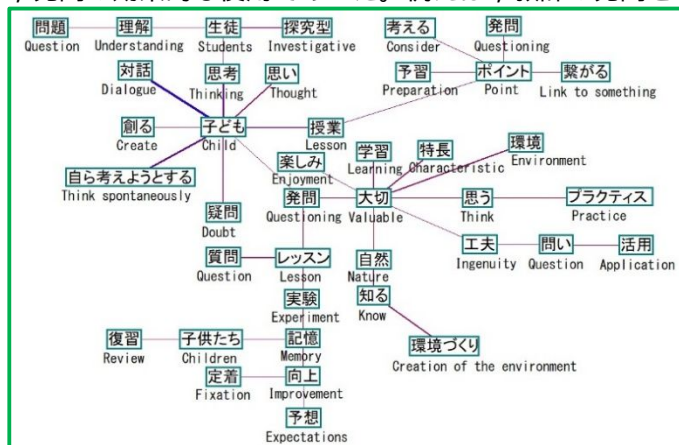 問題 理解 生徒 探究型 考える 発問
Question Understanding Students Investigative Consider Questioning
対話 思考 思い 予習 ポイント 繋がる
Dialogue Thinking Thought Preparation Point Link to something
創る 子ども 授業
Create Child Lesson
学習 特長 環境
楽しみ Learning Characteristic Environment
自ら考えようとする Enjoyment
Think spontaneously
疑問 発問 大切 思う プラクティス
Doubt Questioning Valuable Think Practice
質問 レッスン 自然 工夫 問い 活用
Question Lesson Nature Ingenuity Question Application
実験 知る
Experiment Know
復習 子供たち 記憶 環境づくり
Review Children Memory Creation of the environment
定着 向上
Fixation Improvement
予想
Expectations